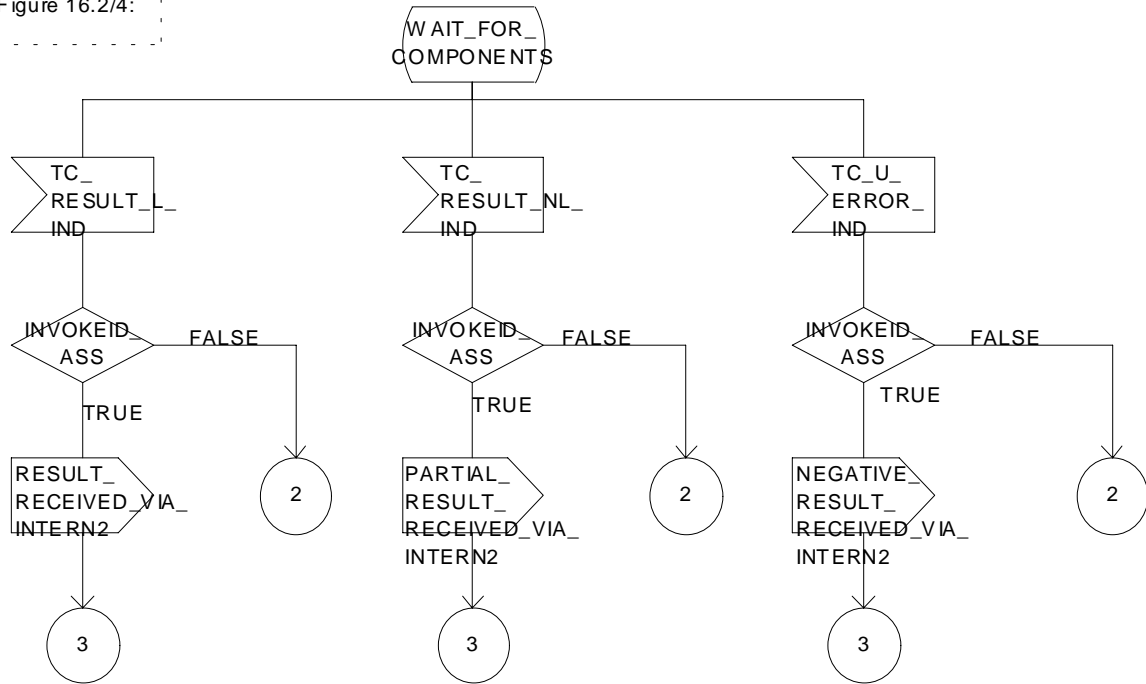 Figure 16.2/4:
WAIT_FOR_
COMPONENTS
TC_
RESULT_L_
IND
TC_
RESULT_NL_
IND
TC_U_
ERROR_
IND
INVOKEID_
ASS
FALSE
INVOKEID_
ASS
FALSE
INVOKEID_
ASS
FALSE
TRUE
TRUE
TRUE
RESULT_
RECEIVED_VIA_
INTERN2
2
PARTIAL_
RESULT_
RECEIVED_VIA_
INTERN2
2
NEGATIVE_
RESULT_
RECEIVED_VIA_
INTERN2
2
3
3
3